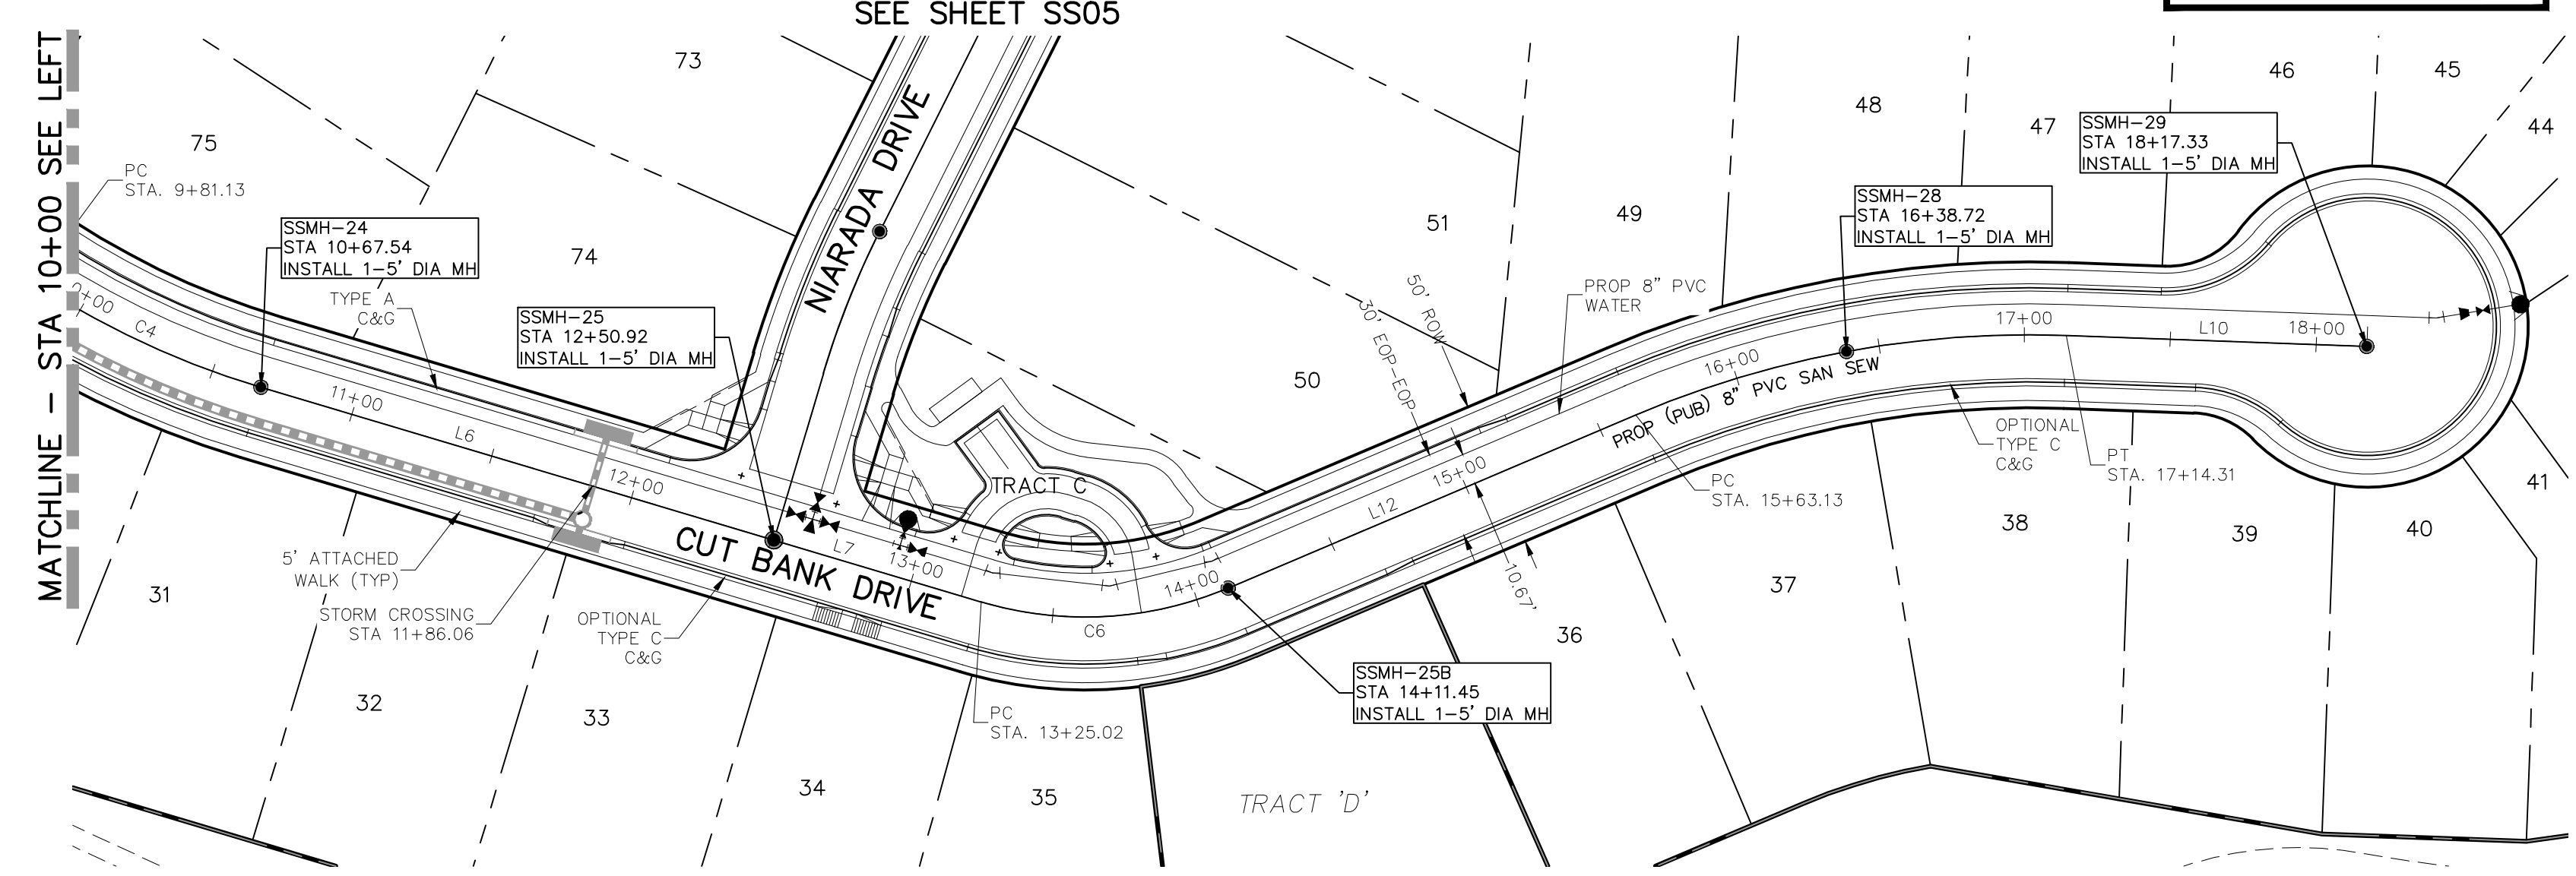 SEE SHEET SS05
MATCHLINE - STA 10+00 SEE LEFT
73
75
PC
STA. 9+81.13
SSMH-24
STA 10+67.54
INSTALL 1-5' DIA MH
74
TYPE A
C&G
0+00
C4
SSMH-25
STA 12+50.92
INSTALL 1-5' DIA MH
NIARADA DRIVE
11+00
L6
12+00
CUT BANK DRIVE
L7
13+00
TRACT C
14+00
C6
L12
15+00
50' ROW
30' EOP-EOP
10.67'
51
50
49
48
47
46
45
44
PROP 8" PVC
WATER
SSMH-28
STA 16+38.72
INSTALL 1-5' DIA MH
SSMH-29
STA 18+17.33
INSTALL 1-5' DIA MH
16+00
PROP (PUB) 8" PVC SAN SEW
17+00
L10
18+00
PC
STA. 15+63.13
OPTIONAL
TYPE C
C&G
PT
STA. 17+14.31
41
40
39
38
37
36
SSMH-25B
STA 14+11.45
INSTALL 1-5' DIA MH
TRACT 'D'
PC
STA. 13+25.02
35
34
33
32
31
5' ATTACHED
WALK (TYP)
STORM CROSSING
STA 11+86.06
OPTIONAL
TYPE C
C&G